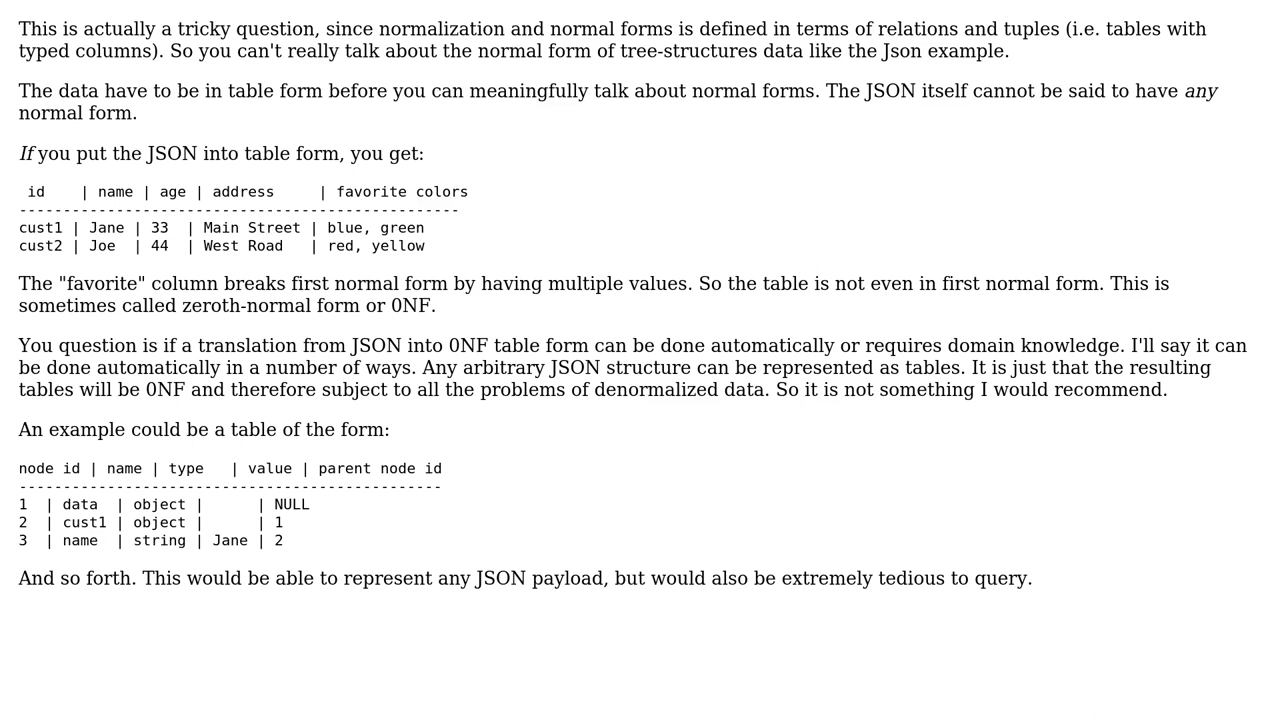 This is actually a tricky question, since normalization and normal forms is defined in terms of relations and tuples (i.e. tables with
typed columns). So you can't really talk about the normal form of tree-structures data like the Json example.
The data have to be in table form before you can meaningfully talk about normal forms. The JSON itself cannot be said to have any
normal form.
If you put the JSON into table form, you get:
 id    | name | age | address     | favorite colors
--------------------------------------------------
cust1 | Jane | 33  | Main Street | blue, green
cust2 | Joe  | 44  | West Road   | red, yellow
The "favorite" column breaks first normal form by having multiple values. So the table is not even in first normal form. This is
sometimes called zeroth-normal form or 0NF.
You question is if a translation from JSON into 0NF table form can be done automatically or requires domain knowledge. I'll say it can
be done automatically in a number of ways. Any arbitrary JSON structure can be represented as tables. It is just that the resulting
tables will be 0NF and therefore subject to all the problems of denormalized data. So it is not something I would recommend.
An example could be a table of the form:
node id | name | type   | value | parent node id
------------------------------------------------
1  | data  | object |      | NULL
2  | cust1 | object |      | 1
3  | name  | string | Jane | 2
And so forth. This would be able to represent any JSON payload, but would also be extremely tedious to query.